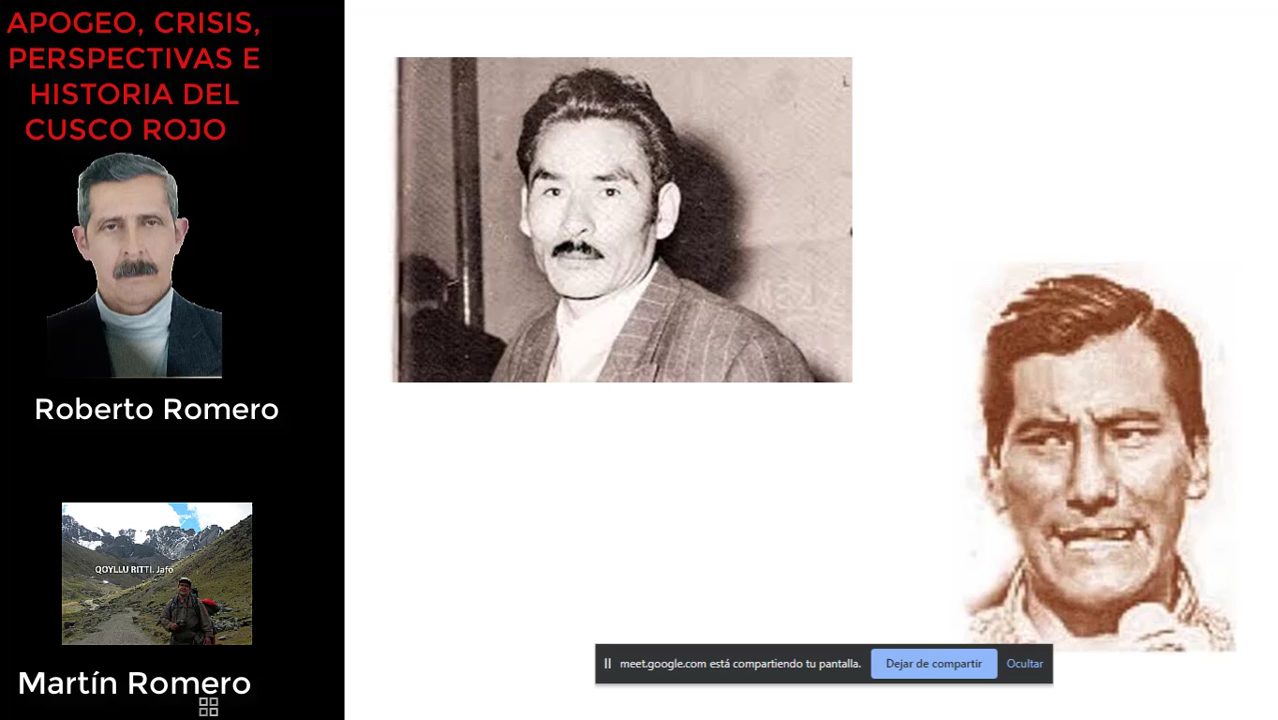 APOGEO, CRISIS,
PERSPECTIVAS E
HISTORIA DEL
CUSCO ROJO
Roberto Romero
QOYLLU RITTI. Jafo
Martín Romero
meet.google.com está compartiendo tu pantalla.
Dejar de compartir
Ocultar